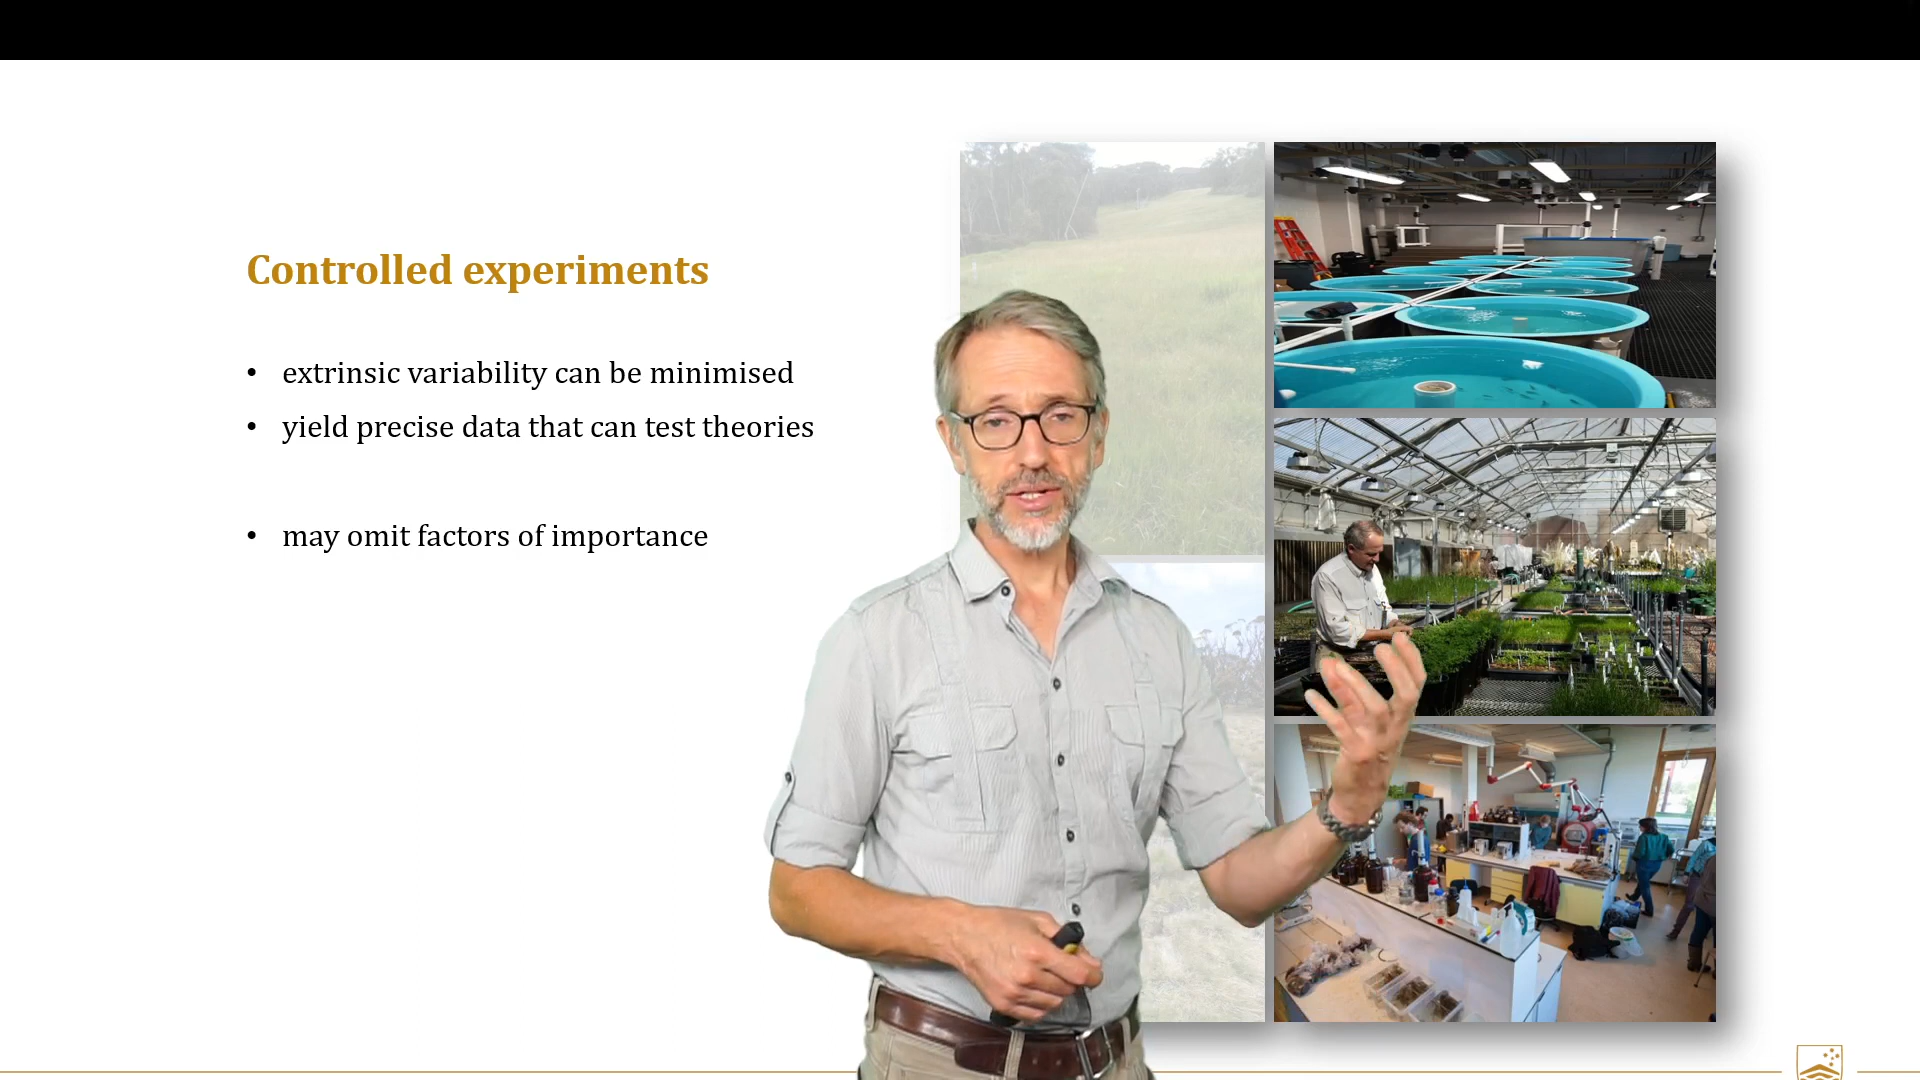 Controlled experiments
• extrinsic variability can be minimised
• yield precise data that can test theories
• may omit factors of importance